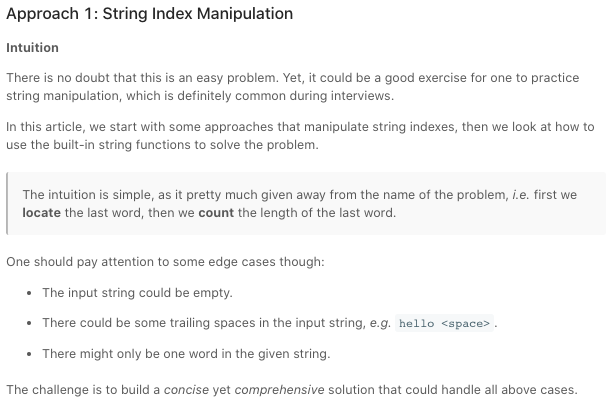 Approach 1: String Index Manipulation
Intuition
There is no doubt that this is an easy problem. Yet, it could be a good exercise for one to practice
string manipulation, which is definitely common during interviews.
In this article, we start with some approaches that manipulate string indexes, then we look at how to
use the built-in string functions to solve the problem.
The intuition is simple, as it pretty much given away from the name of the problem, i.e. first we
locate the last word, then we count the length of the last word.
One should pay attention to some edge cases though:
• The input string could be empty.
• There could be some trailing spaces in the input string, e.g. hello <space> .
• There might only be one word in the given string.
The challenge is to build a concise yet comprehensive solution that could handle all above cases.